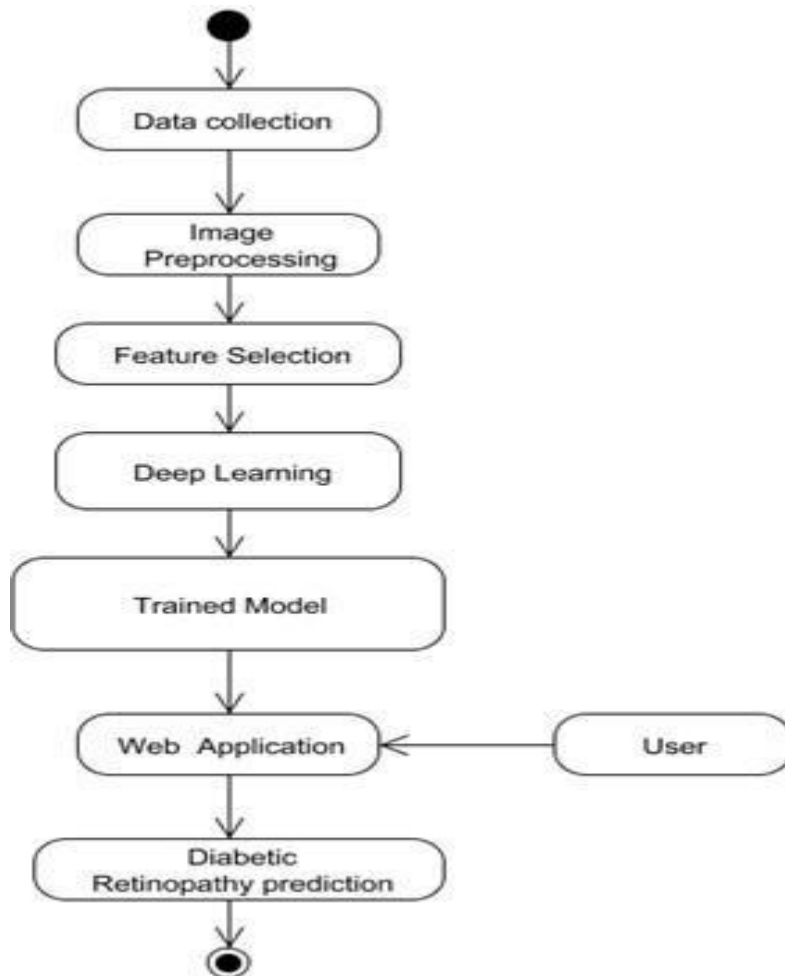 Data collection
Image
Preprocessing
Feature Selection
Deep Learning
Trained Model
Web Application
User
Diabetic
Retinopathy prediction